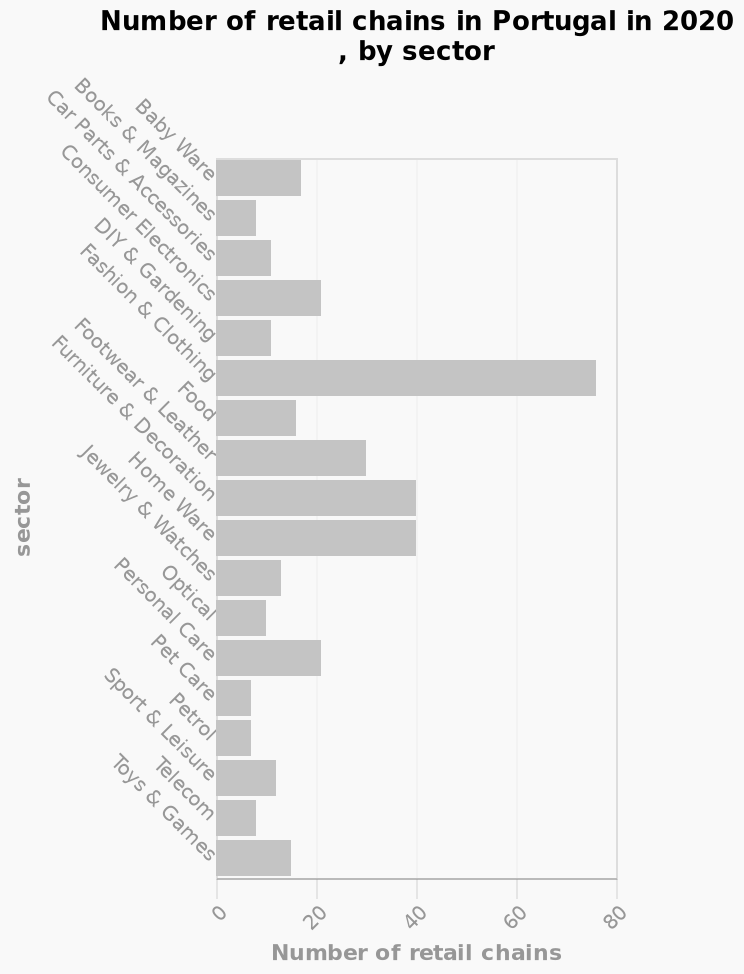 Number of retail chains in Portugal in 2020
, by sector
Baby Ware
Books & Magazines
Car Parts & Accessories
Consumer Electronics
DIY & Gardening
Fashion & Clothing
Food
Footwear & Leather
Furniture & Decoration
Home Ware
Jewelry & Watches
Optical
Personal Care
Pet Care
Petrol
Sport & Leisure
Telecom
Toys & Games
sector
0 20 40 60 80
Number of retail chains